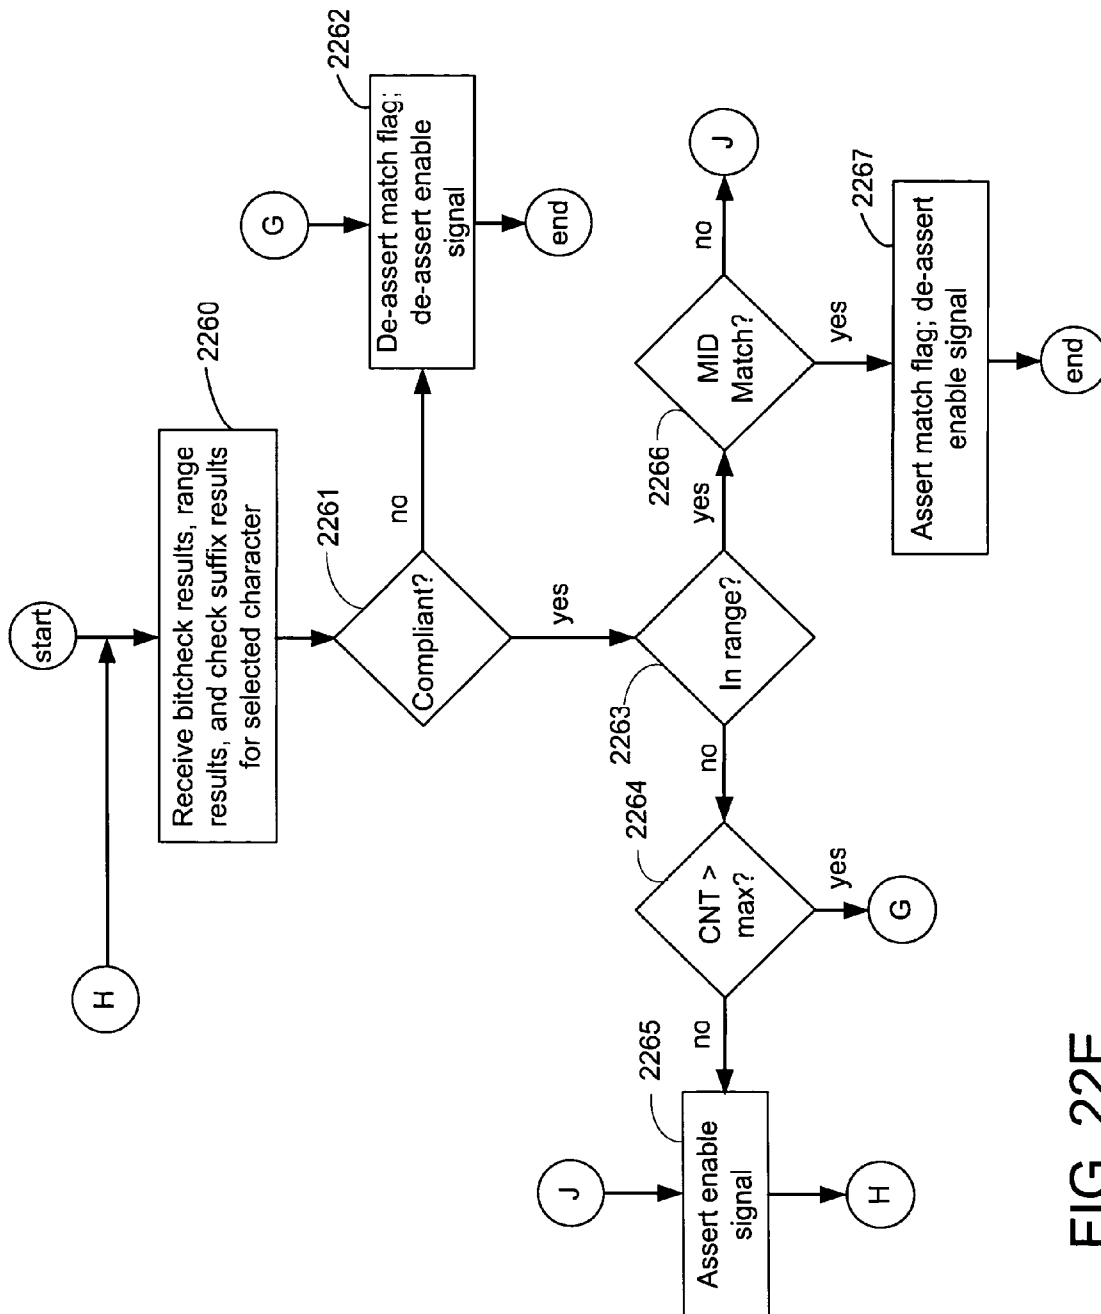 start
H
2260
Receive bitcheck results, range
results, and check suffix results
for selected character
G
2262
De-assert match flag;
de-assert enable
signal
end
2261
Compliant?
no
yes
2263
In range?
no
yes
2264
CNT >
max?
no
yes
G
2265
J
Assert enable
signal
H
2266
MID
Match?
no
J
yes
2267
Assert match flag; de-assert
enable signal
end
FIG